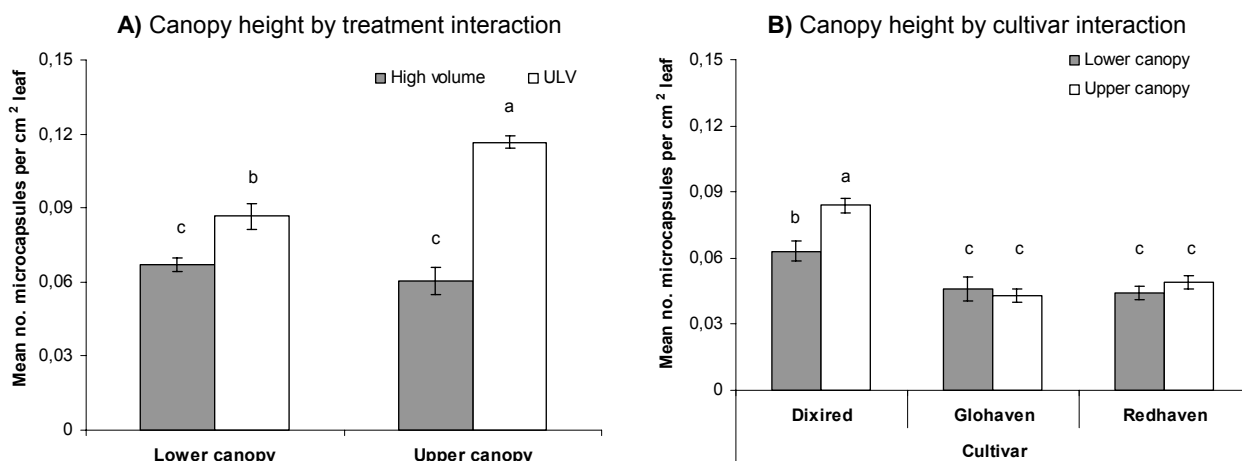 A) Canopy height by treatment interaction
Mean no. microcapsules per cm 2 leaf
0,15
0,12
0,09
0,06
0,03
0
High volume ULV
c
b
c
a
Lower canopy Upper canopy
B) Canopy height by cultivar interaction
Mean no. microcapsules per cm 2 leaf
0,15
0,12
0,09
0,06
0,03
0
Lower canopy
Upper canopy
b
a
c c
c c
Dixired Glohaven Redhaven
Cultivar